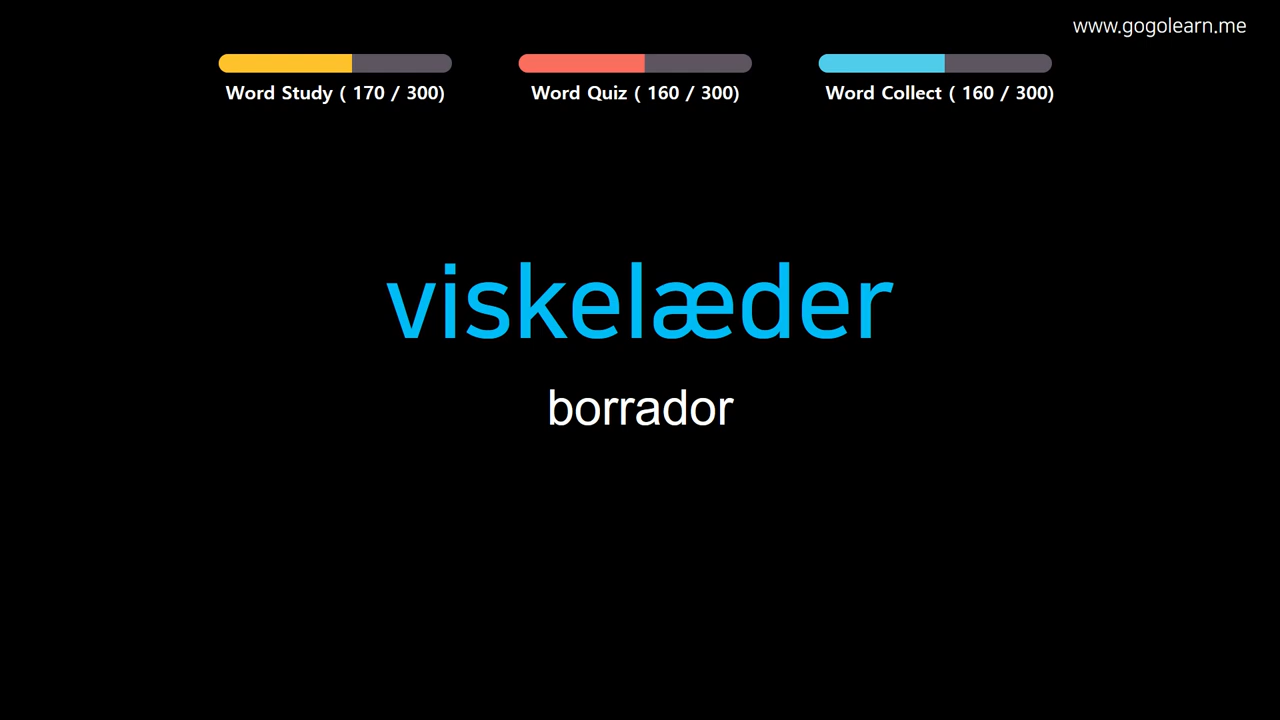 www.gogolearn.me
Word Study ( 170 / 300)
Word Quiz ( 160 / 300)
Word Collect ( 160 / 300)
viskelæder
borrador